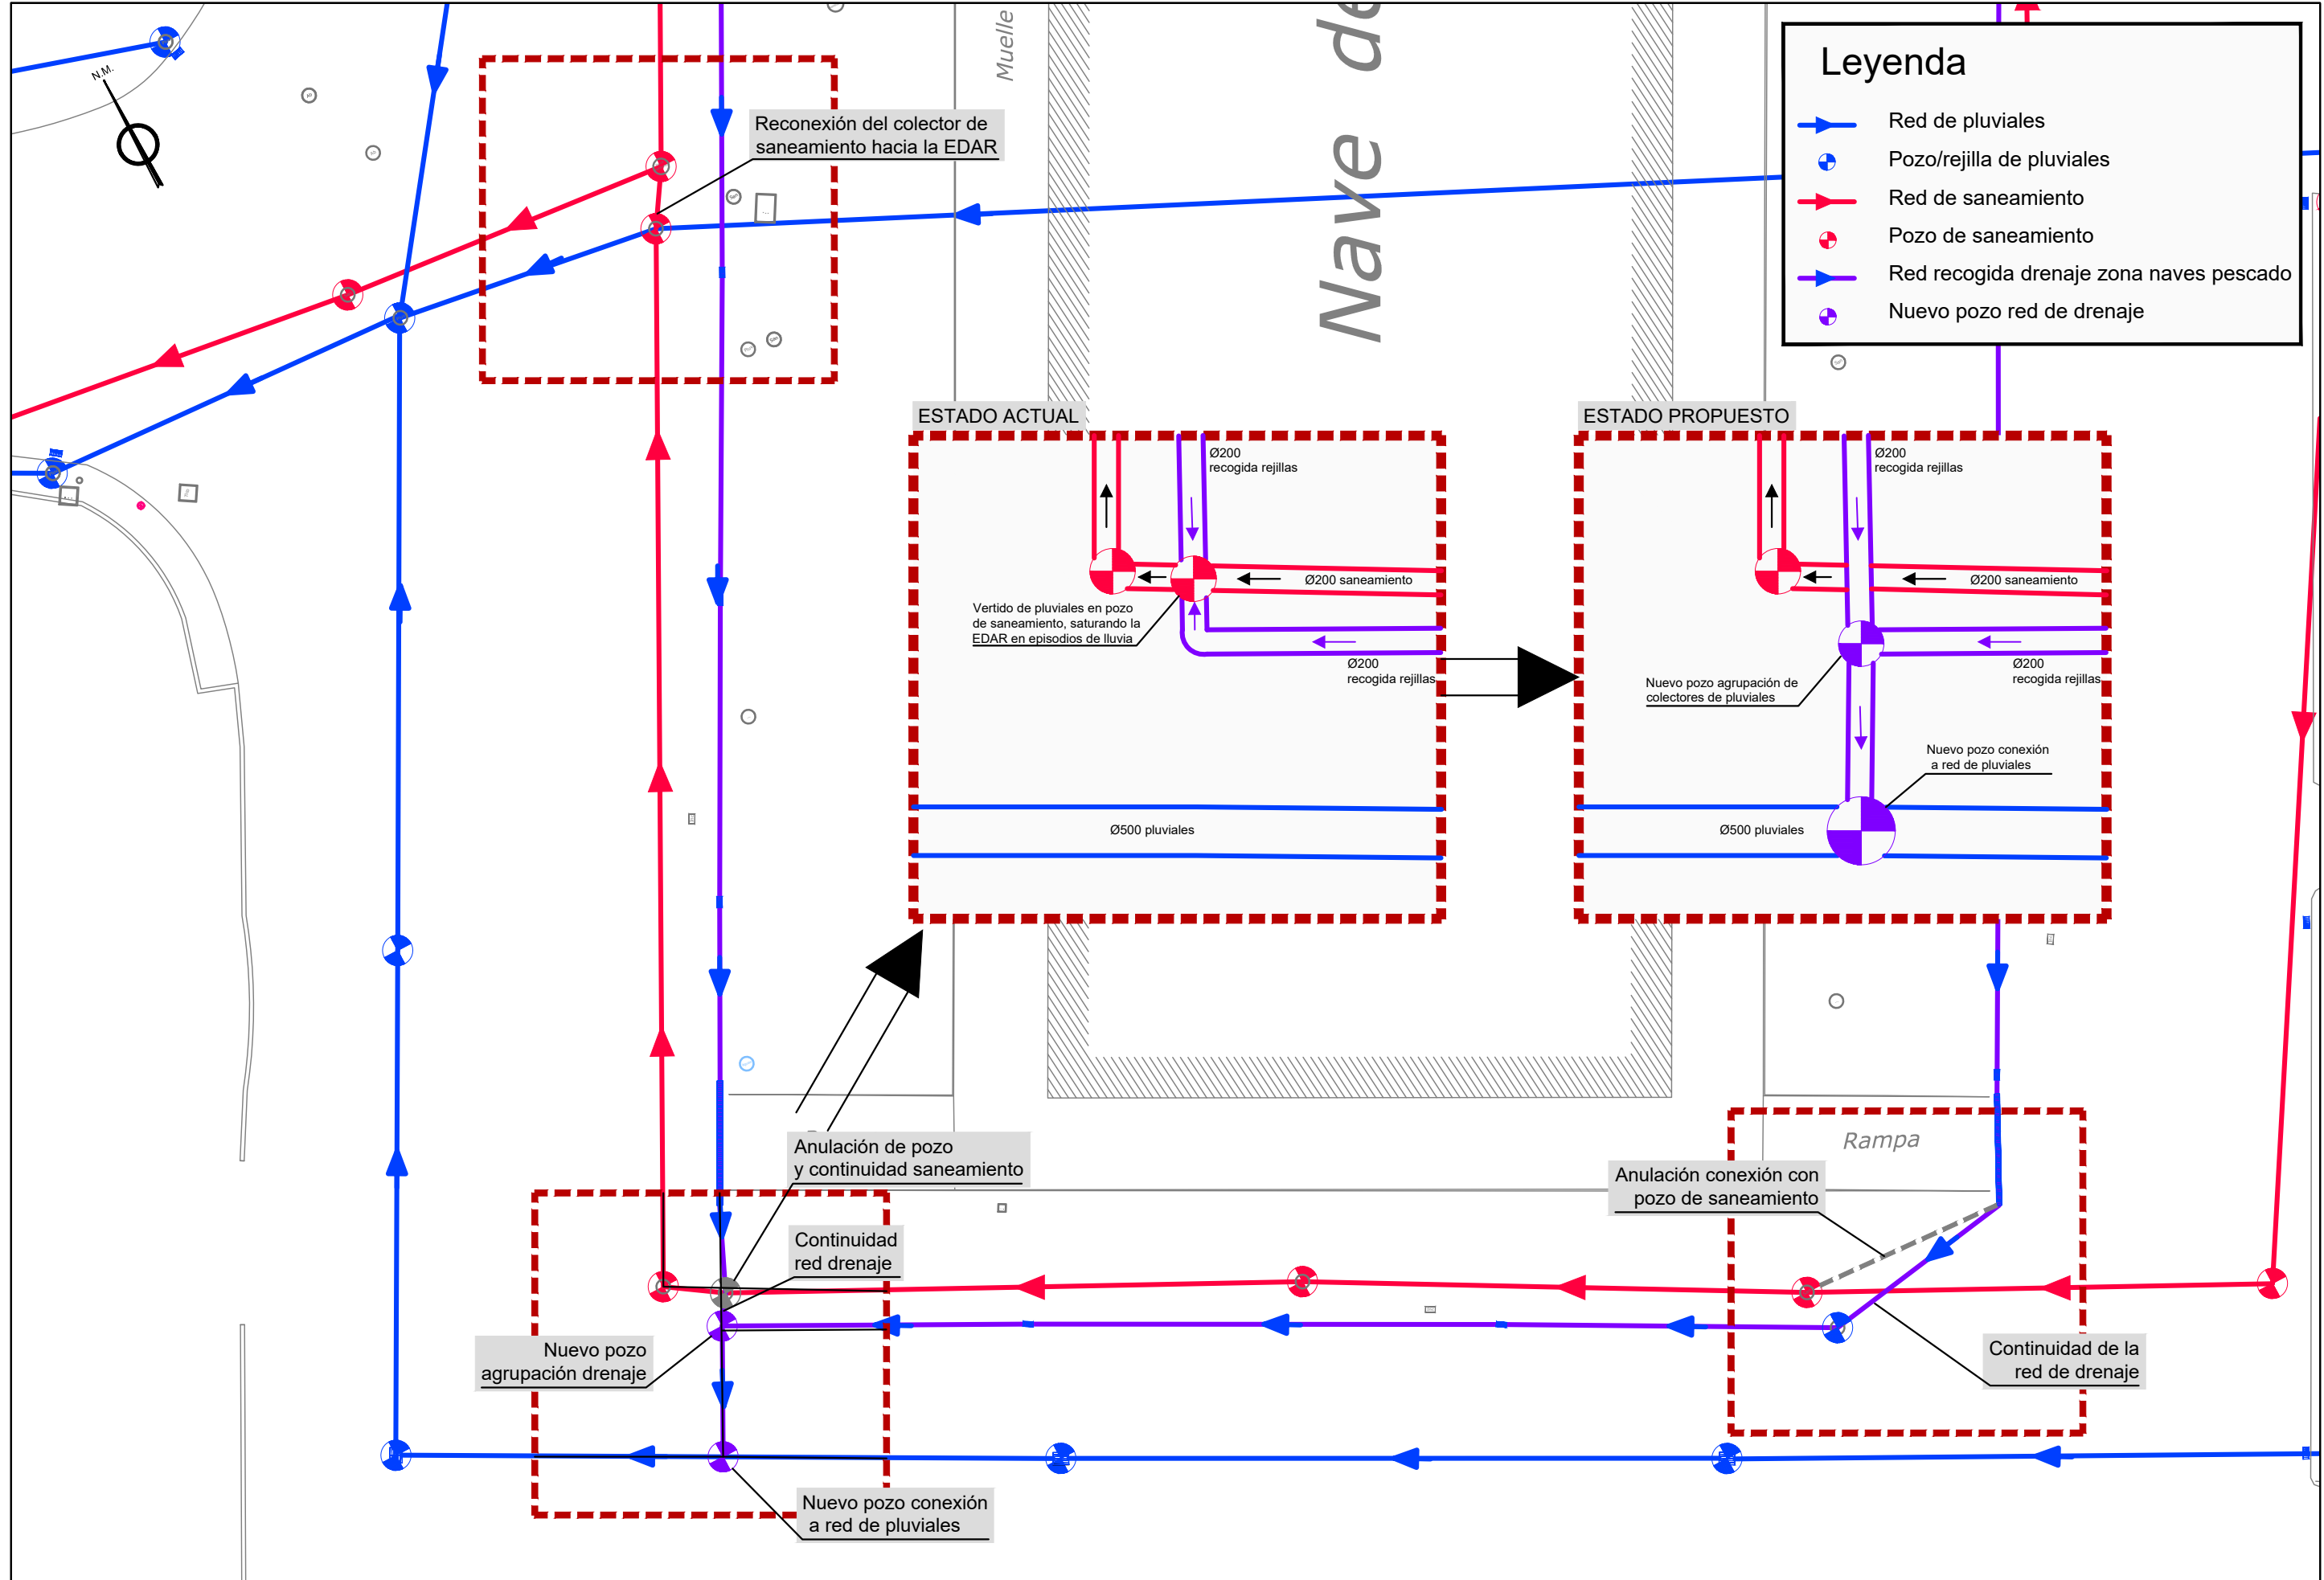 N.M.
Muelle
Nave de
Leyenda
Red de pluviales
Pozo/rejilla de pluviales
Red de saneamiento
Pozo de saneamiento
Red recogida drenaje zona naves pescado
Nuevo pozo red de drenaje
Reconexión del colector de
saneamiento hacia la EDAR
ESTADO ACTUAL
Ø200
recogida rejillas
Ø200 saneamiento
Vertido de pluviales en pozo
de saneamiento, saturando la
EDAR en episodios de lluvia
Ø200
recogida rejillas
Ø500 pluviales
ESTADO PROPUESTO
Ø200
recogida rejillas
Ø200 saneamiento
Ø200
recogida rejillas
Nuevo pozo agrupación de
colectores de pluviales
Nuevo pozo conexión
a red de pluviales
Ø500 pluviales
Anulación de pozo
y continuidad saneamiento
Rampa
Anulación conexión con
pozo de saneamiento
Continuidad
red drenaje
Nuevo pozo
agrupación drenaje
Continuidad de la
red de drenaje
Nuevo pozo conexión
a red de pluviales